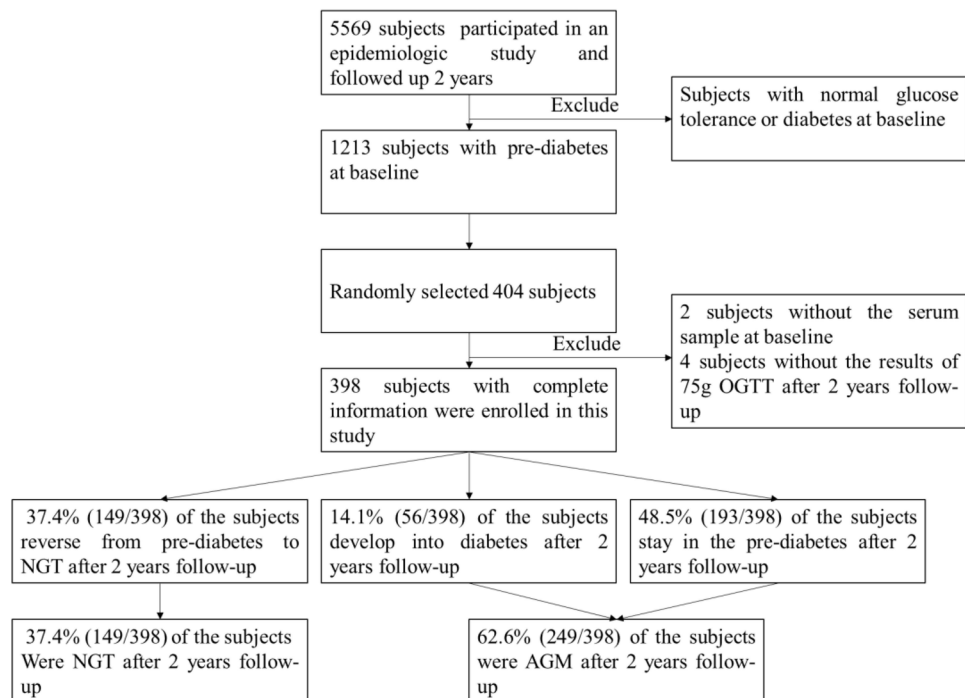 5569 subjects participated in an
epidemiologic study and
followed up 2 years
Exclude
Subjects with normal glucose
tolerance or diabetes at baseline
1213 subjects with pre-diabetes
at baseline
Randomly selected 404 subjects
Exclude
2 subjects without the serum
sample at baseline
4 subjects without the results of
75g OGTT after 2 years follow-
up
398 subjects with complete
information were enrolled in this
study
37.4% (149/398) of the subjects
reverse from pre-diabetes to
NGT after 2 years follow-up
14.1% (56/398) of the subjects
develop into diabetes after 2
years follow-up
48.5% (193/398) of the subjects
stay in the pre-diabetes after 2
years follow-up
37.4% (149/398) of the subjects
Were NGT after 2 years follow-
up
62.6% (249/398) of the subjects
were AGM after 2 years follow-
up